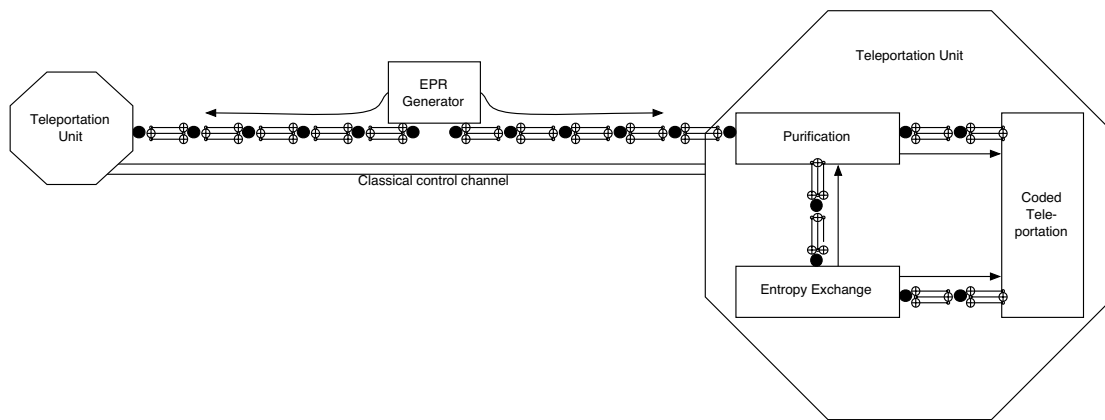 Teleportation Unit
EPR
Generator
Teleportation
Unit
Purification
Classical control channel
Coded
Tele-
portation
Entropy Exchange